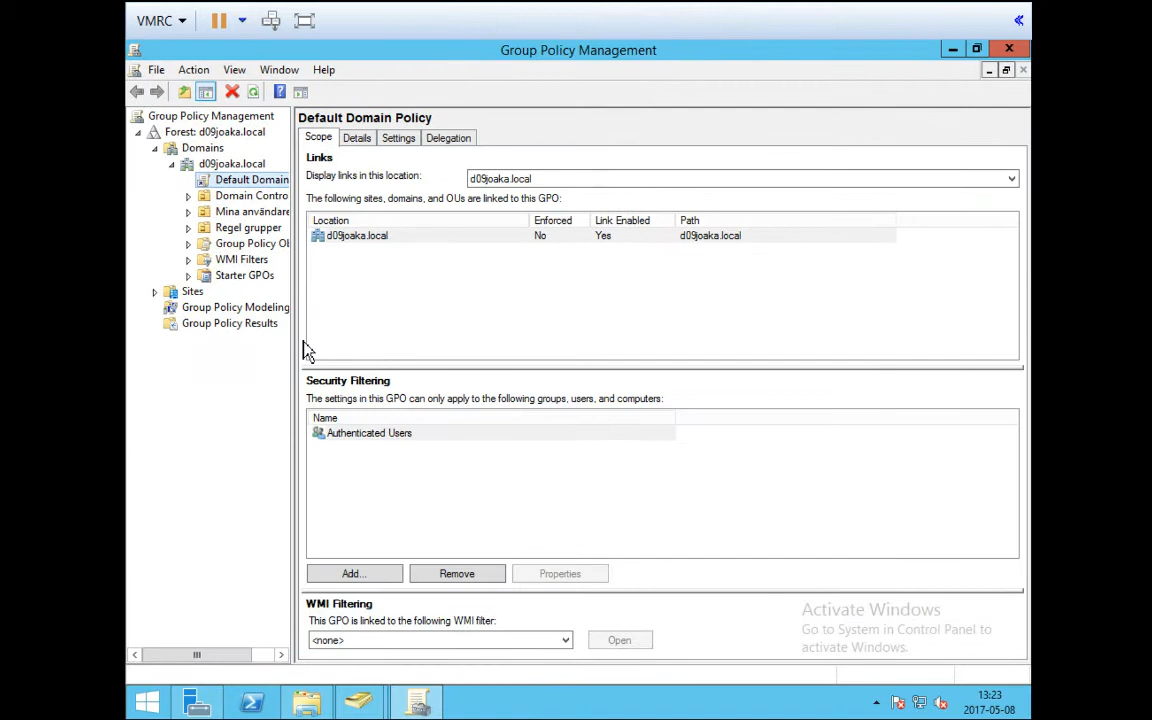 VMRC
Group Policy Management
File Action View Window Help
Group Policy Management
Forest: d09joaka.local
Domains
d09joaka.local
Default Domain
Domain Contro
Mina användare
Regel grupper
Group Policy Ob
WMI Filters
Starter GPOs
Sites
Group Policy Modeling
Group Policy Results
Default Domain Policy
Scope Details Settings Delegation
Links
Display links in this location: d09joaka.local
The following sites, domains, and OUs are linked to this GPO:
Location Enforced Link Enabled Path
d09joaka.local No Yes d09joaka.local
Security Filtering
The settings in this GPO can only apply to the following groups, users, and computers:
Name
Authenticated Users
Add... Remove Properties
WMI Filtering
This GPO is linked to the following WMI filter:
<none> Open
Activate Windows
Go to System in Control Panel to
activate Windows.
13:23
2017-05-08